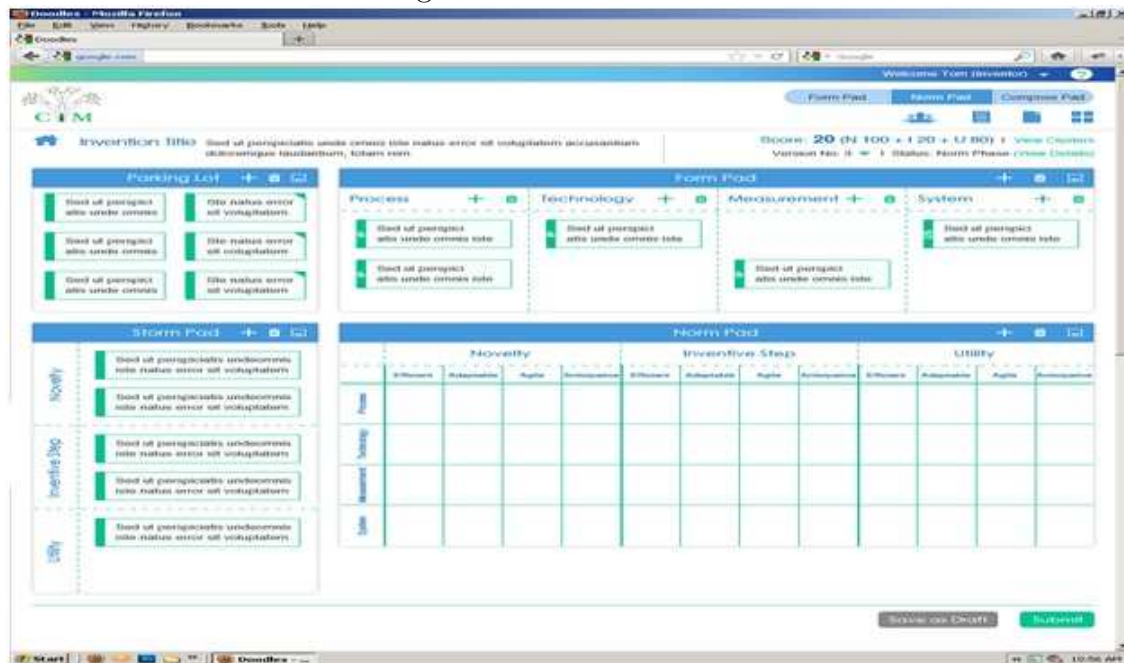 Doodles - Mozilla Firefox
File Edit View History Bookmarks Tools Help
Doodles
google.com
Google
Welcome Tom (Inventor)
Form Pad Norm Pad Compose Pad
CIM
Invention Title Sed ut perspiciatis unde omnis iste natus error sit voluptatem accusantium
doloremque laudantium, totam rem.
Score: 20 (N 100 + I 20 + U 80) I View Clusters
Version No. II I Status: Norm Phase (View Details)
Parking Lot
Sed ut perspici
atis unde omnis
Site natus error
sit voluptatem
Sed ut perspici
atis unde omnis
Site natus error
sit voluptatem
Sed ut perspici
atis unde omnis
Site natus error
sit voluptatem
Form Pad
Process Technology Measurement System
Sed ut perspici
atis unde omnis iste
Sed ut perspici
atis unde omnis iste
Sed ut perspici
atis unde omnis iste
Sed ut perspici
atis unde omnis iste
Sed ut perspici
atis unde omnis iste
Storm Pad
Novelty
Sed ut perspiciatis undeomnis
iste natus error sit voluptatem
Sed ut perspiciatis undeomnis
iste natus error sit voluptatem
Inventive Step
Sed ut perspiciatis undeomnis
iste natus error sit voluptatem
Sed ut perspiciatis undeomnis
iste natus error sit voluptatem
Utility
Sed ut perspiciatis undeomnis
iste natus error sit voluptatem
Norm Pad
Novelty Inventive Step Utility
Efficient Adaptable Agile Anticipative Efficient Adaptable Agile Anticipative Efficient Adaptable Agile Anticipative
Process
Technology
Measurement
System
Save as Draft Submit
Start Doodles - ... 10:56 AM